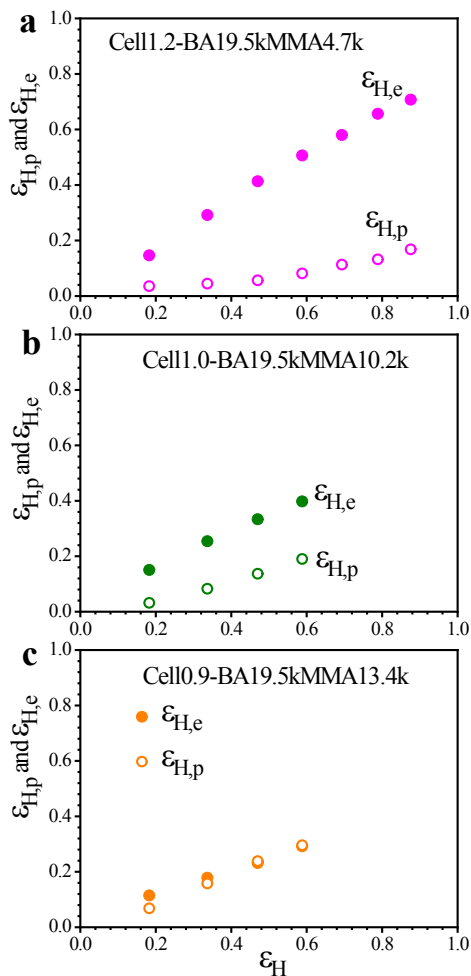 a
Cell1.2-BA19.5kMMA4.7k
1.0
0.8
0.6
0.4
0.2
0.0
εH,p and εH,e
εH,e
εH,p
0.0 0.2 0.4 0.6 0.8 1.0
b
Cell1.0-BA19.5kMMA10.2k
1.0
0.8
0.6
0.4
0.2
0.0
εH,p and εH,e
εH,e
εH,p
0.0 0.2 0.4 0.6 0.8 1.0
c
Cell0.9-BA19.5kMMA13.4k
1.0
0.8
0.6
0.4
0.2
0.0
εH,p and εH,e
εH,e
εH,p
0.0 0.2 0.4 0.6 0.8 1.0
εH